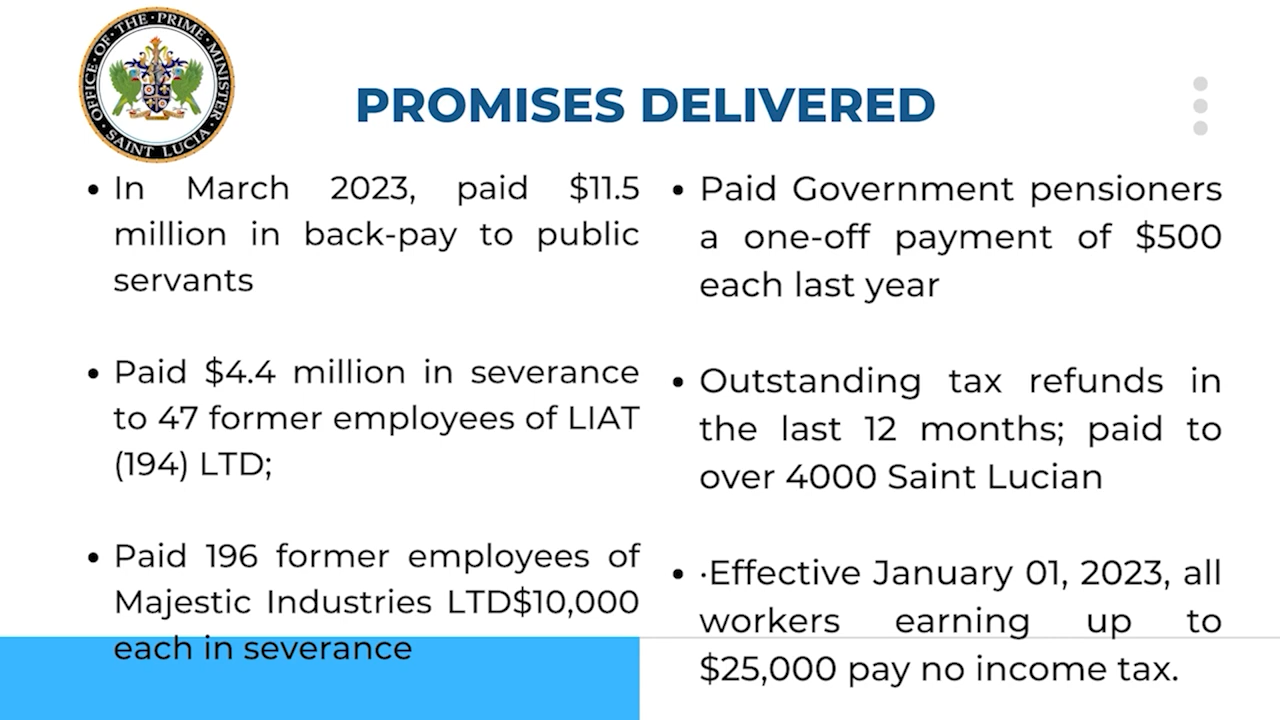 OFFICE · OF · THE · PRIME · MINISTER
· SAINT LUCIA ·
PROMISES DELIVERED
• In March 2023, paid $11.5
million in back-pay to public
servants
• Paid $4.4 million in severance
to 47 former employees of LIAT
(194) LTD;
• Paid 196 former employees of
Majestic Industries LTD$10,000
each in severance
• Paid Government pensioners
a one-off payment of $500
each last year
• Outstanding tax refunds in
the last 12 months; paid to
over 4000 Saint Lucian
• ·Effective January 01, 2023, all
workers earning up to
$25,000 pay no income tax.